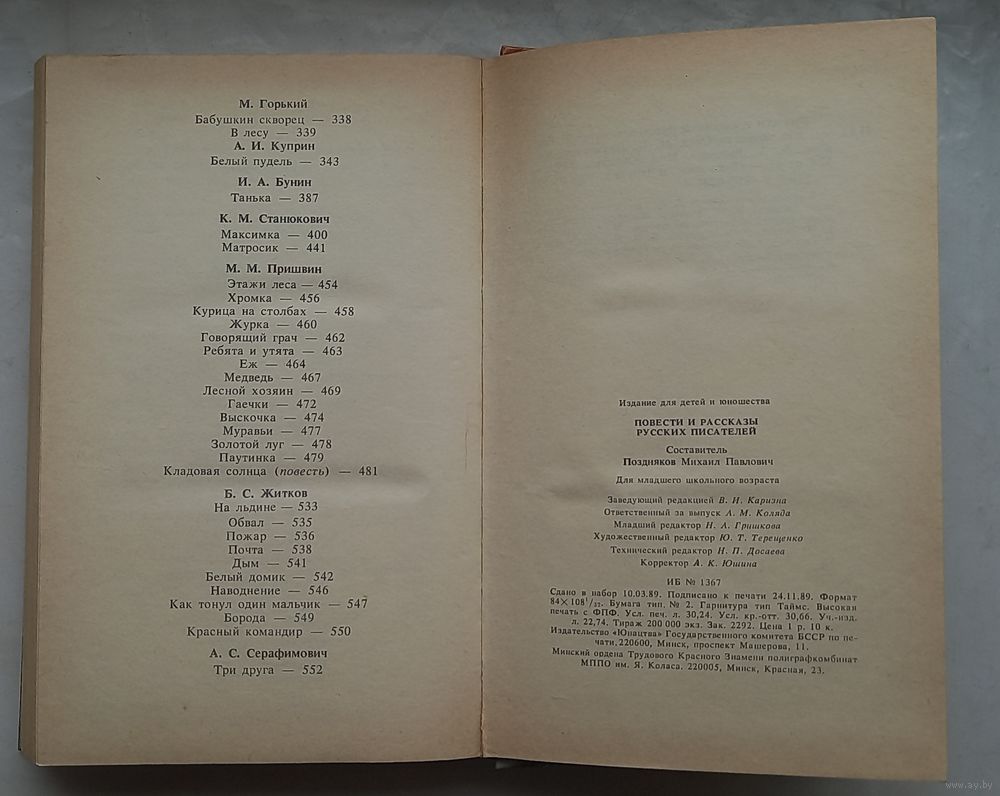 М. Горький
Бабушкин скворец — 338
В лесу — 339
А. И. Куприн
Белый пудель — 343
И. А. Бунин
Танька — 387
К. М. Станюкович
Максимка — 400
Матросик — 441
М. М. Пришвин
Этажи леса — 454
Хромка — 456
Курица на столбах — 458
Журка — 460
Говорящий грач — 462
Ребята и утята — 463
Еж — 464
Медведь — 467
Лесной хозяин — 469
Гаечки — 472
Выскочка — 474
Муравьи — 477
Золотой луг — 478
Паутинка — 479
Кладовая солнца (повесть) — 481
Б. С. Житков
На льдине — 533
Обвал — 535
Пожар — 536
Почта — 538
Дым — 541
Белый домик — 542
Наводнение — 546
Как тонул один мальчик — 547
Борода — 549
Красный командир — 550
А. С. Серафимович
Три друга — 552
Издание для детей и юношества
ПОВЕСТИ И РАССКАЗЫ
РУССКИХ ПИСАТЕЛЕЙ
Составитель
Поздняков Михаил Павлович
Для младшего школьного возраста
Заведующий редакцией В. Н. Каризна
Ответственный за выпуск А. М. Коляда
Младший редактор Н. А. Гришкова
Художественный редактор Ю. Т. Терещенко
Технический редактор Н. П. Досаева
Корректор А. К. Юшина
ИБ № 1367
Сдано в набор 10.03.89. Подписано к печати 24.11.89. Формат
84×108¹/₃₂. Бумага тип. № 2. Гарнитура тип Таймс. Высокая
печать с ФПФ. Усл. печ. л. 30,24. Усл. кр.-отт. 30,66. Уч.-изд.
л. 22,74. Тираж 200 000 экз. Зак. 2292. Цена 1 р. 10 к.
Издательство «Юнацтва» Государственного комитета БССР по пе-
чати. 220600, Минск, проспект Машерова, 11.
Минский ордена Трудового Красного Знамени полиграфкомбинат
МППО им. Я. Коласа. 220005, Минск, Красная, 23.
www.ay.by